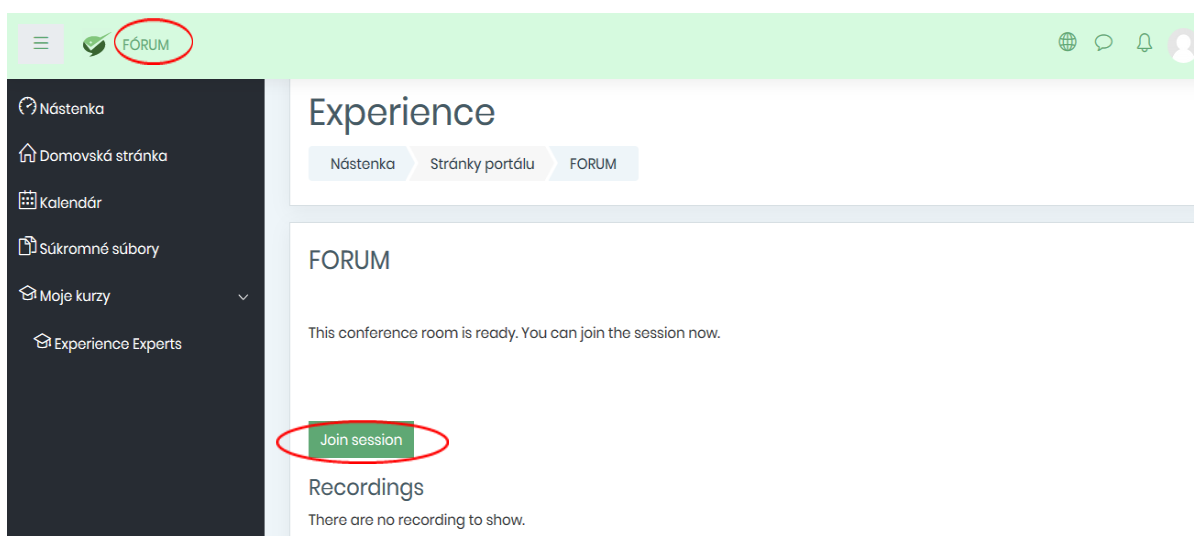 FÓRUM
Nástenka
Domovská stránka
Kalendár
Súkromné súbory
Moje kurzy
Experience Experts
Experience
Nástenka Stránky portálu FORUM
FORUM
This conference room is ready. You can join the session now.
Join session
Recordings
There are no recording to show.